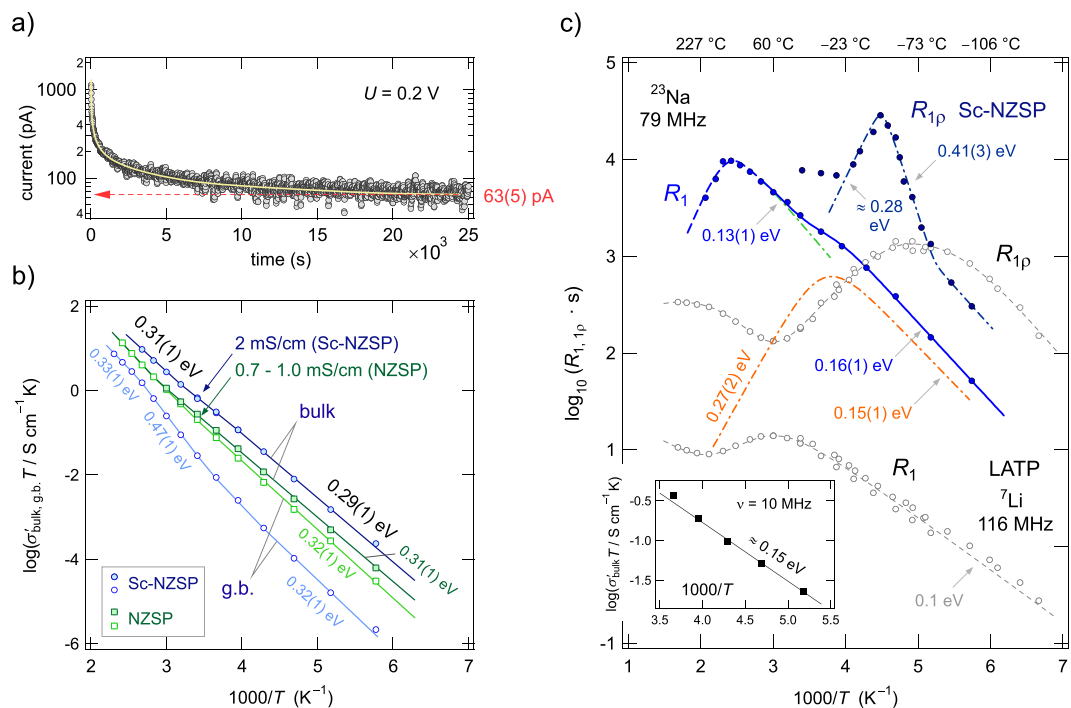 a)
2
1000
4
2
100
4
current (pA)
U = 0.2 V
63(5) pA
0
5
10
15
20
25
x 10³
time (s)
b)
2
0
-2
-4
-6
log(σ′bulk, g.b. T / S cm⁻¹ K)
0.31(1) eV
2 mS/cm (Sc-NZSP)
0.7 - 1.0 mS/cm (NZSP)
0.33(1) eV
0.47(1) eV
bulk
0.29(1) eV
0.31(1) eV
0.32(1) eV
0.32(1) eV
g.b.
Sc-NZSP
NZSP
2
3
4
5
6
7
1000/T (K⁻¹)
c)
227 °C
60 °C
−23 °C
−73 °C
−106 °C
5
4
3
2
1
-1
log₁₀ (R₁, ₁ρ · s)
²³Na
79 MHz
R₁ρ Sc-NZSP
0.41(3) eV
≈ 0.28
eV
R₁
0.13(1) eV
R₁ρ
0.16(1) eV
0.27(2) eV
0.15(1) eV
R₁
LATP
⁷Li
116 MHz
0.1 eV
-0.5
-1.0
-1.5
log(σ′bulk T / S cm⁻¹ K)
ν = 10 MHz
≈ 0.15 eV
1000/T
3.5
4.0
4.5
5.0
5.5
1
2
3
4
5
6
7
1000/T (K⁻¹)